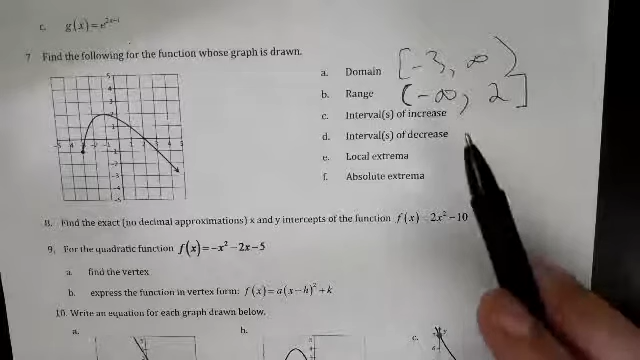 c. g(x)=e^{2x-1}
7 Find the following for the function whose graph is drawn.
a. Domain [-3, ∞)
b. Range (-∞, 2]
c. Interval(s) of increase
d. Interval(s) of decrease
e. Local extrema
f. Absolute extrema
8. Find the exact (no decimal approximations) x and y intercepts of the function f(x)=2x²-10
9. For the quadratic function f(x)=-x²-2x-5
a. find the vertex
b. express the function in vertex form: f(x)=a(x-h)²+k
10. Write an equation for each graph drawn below.
a.
b.
c.